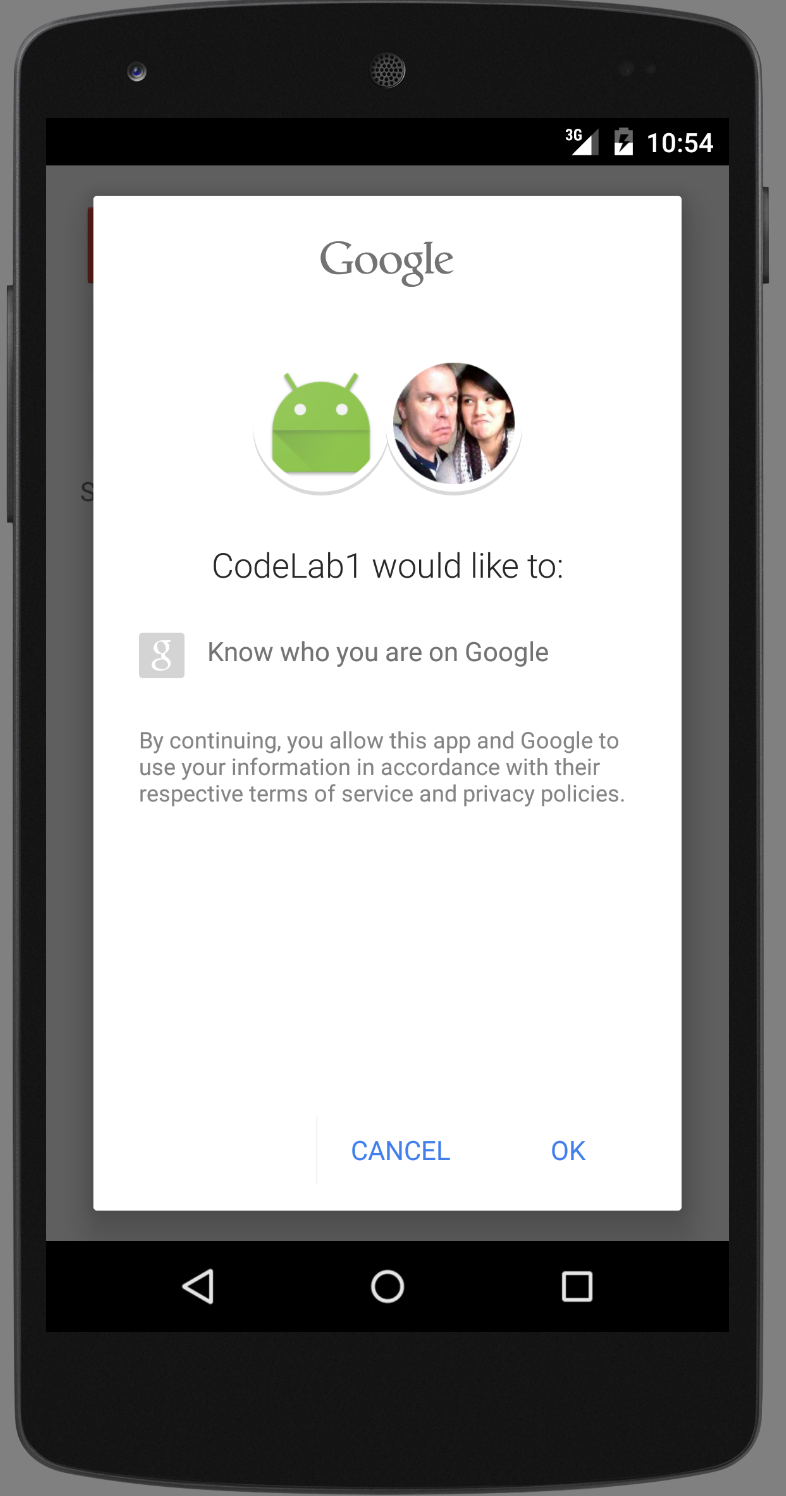 3G 10:54
Google
S
CodeLab1 would like to:
g Know who you are on Google
By continuing, you allow this app and Google to
use your information in accordance with their
respective terms of service and privacy policies.
CANCEL OK